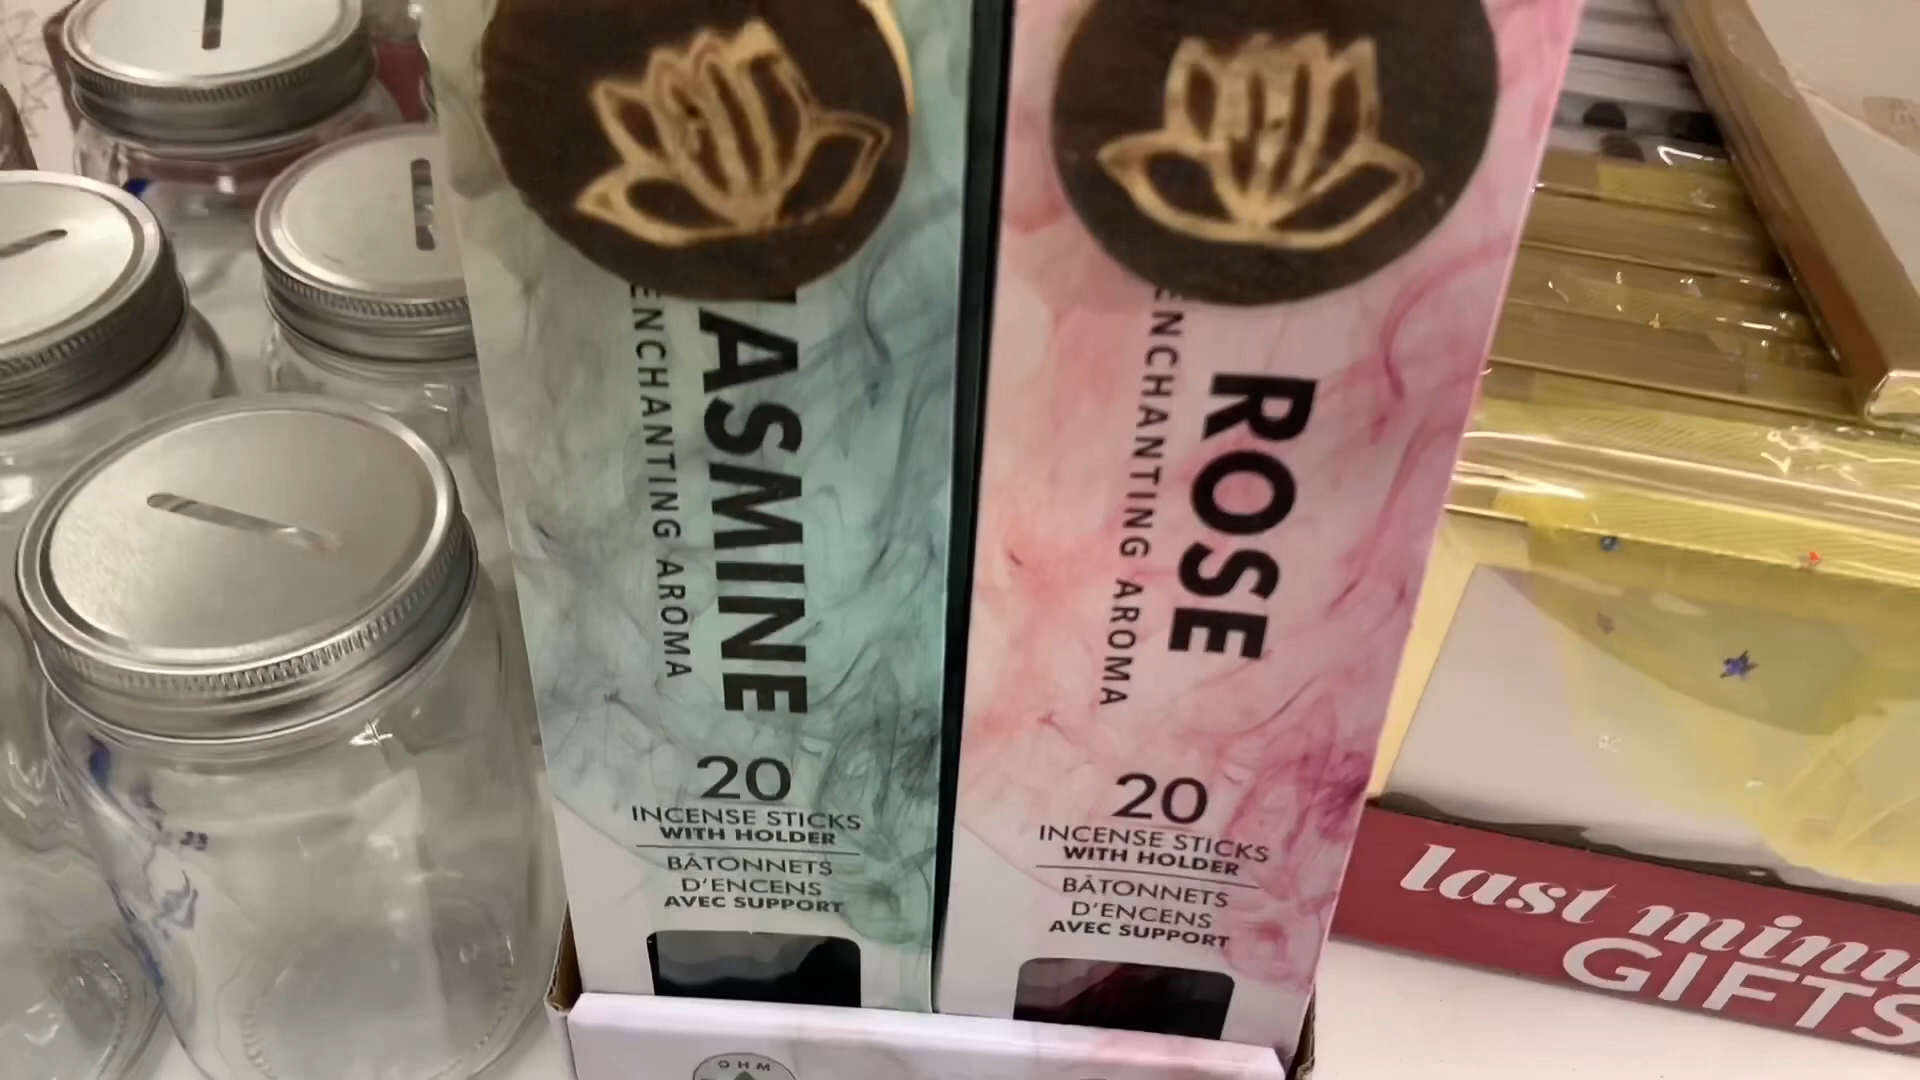 JASMINE
ENCHANTING AROMA
20
INCENSE STICKS
WITH HOLDER
BÂTONNETS
D'ENCENS
AVEC SUPPORT
ROSE
ENCHANTING AROMA
20
INCENSE STICKS
WITH HOLDER
BÂTONNETS
D'ENCENS
AVEC SUPPORT
last
GIFTS